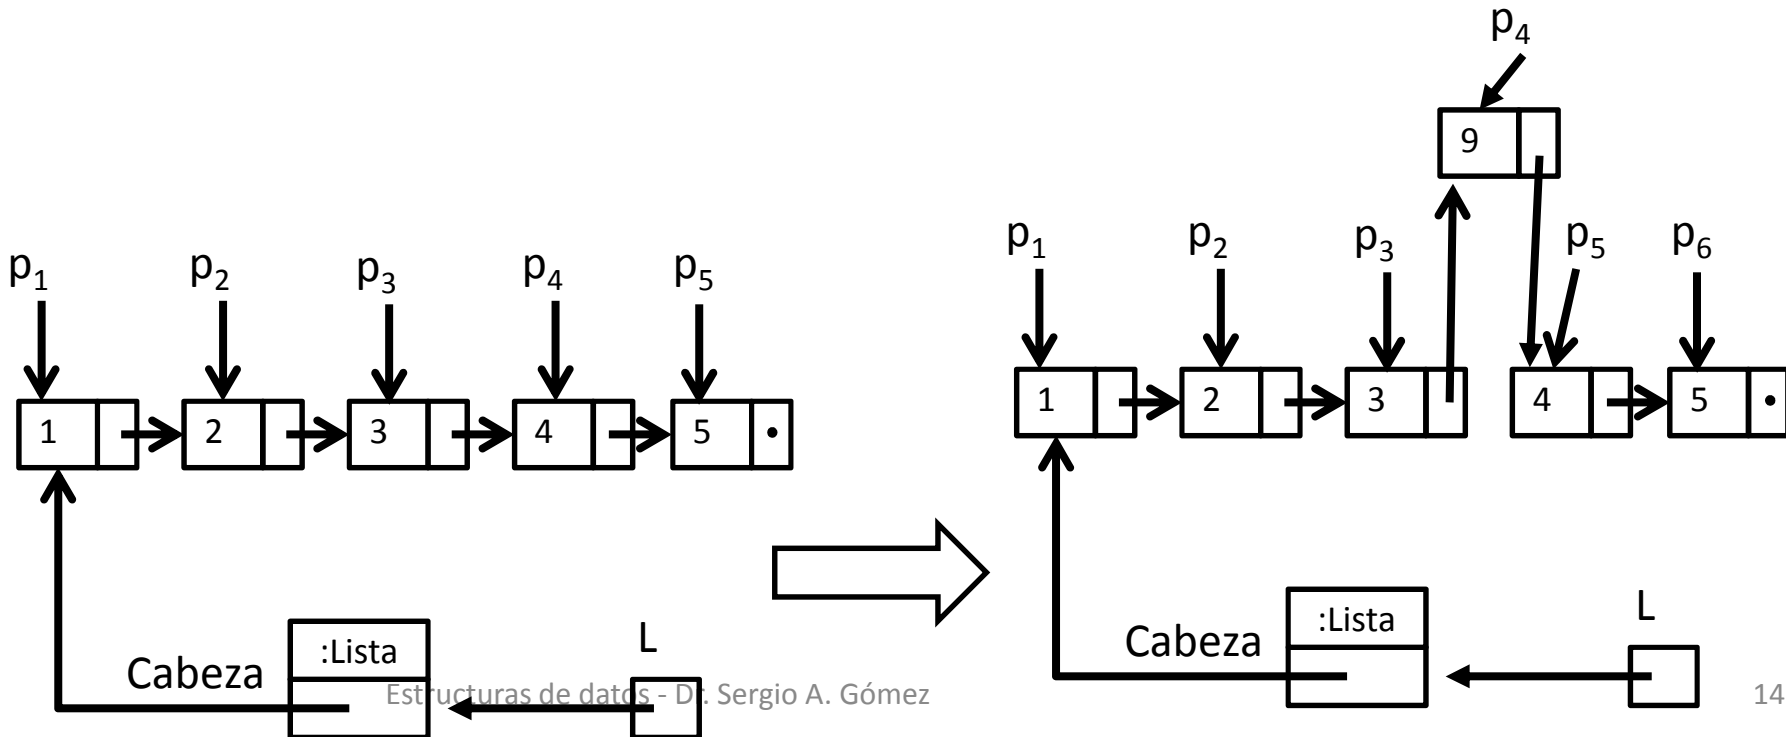 p₄
9
p₁ p₂ p₃ p₄ p₅
p₁ p₂ p₃ p₅ p₆
1 2 3 4 5 •
1 2 3 4 5 •
:Lista
L
Cabeza
:Lista
L
Cabeza
Estructuras de datos - Dr. Sergio A. Gómez
14